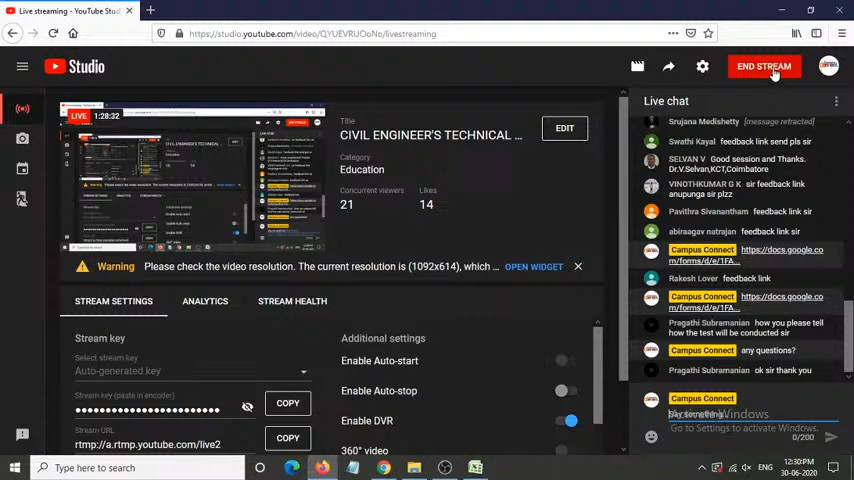 Live streaming - YouTube Studio
https://studio.youtube.com/video/QYUEVRUOoNo/livestreaming
Studio
END STREAM
LIVE 1:28:32
Title
CIVIL ENGINEER'S TECHNICAL ...
EDIT
Category
Education
Concurrent viewers
Likes
21
14
Warning Please check the video resolution. The current resolution is (1092x614), which ... OPEN WIDGET
STREAM SETTINGS
ANALYTICS
STREAM HEALTH
Stream key
Select stream key
Auto-generated key
Stream key (paste in encoder)
COPY
Stream URL
rtmp://a.rtmp.youtube.com/live2
COPY
Additional settings
Enable Auto-start
Enable Auto-stop
Enable DVR
360° video
Live chat
Srujana Medishetty [message retracted]
Swathi Kayal feedback link send pls sir
SELVAN V Good session and Thanks.
Dr.V.Selvan,KCT,Coimbatore
VINOTHKUMAR G K sir feedback link
anupunga sir
Pavithra Sivanantham feedback link sir
abiraagav natrajan feedback link sir
Campus Connect https://docs.google.co
m/forms/d/e/1FA...
Rakesh Lover feedback link
Campus Connect https://docs.google.co
m/forms/d/e/1FA...
Pragathi Subramanian how you please tell
how the test will be conducted sir
Campus Connect any questions?
Pragathi Subramanian ok sir thank you
Campus Connect
Say something...
Activate Windows
Go to Settings to activate Windows.
0/200
Type here to search
ENG
12:30 PM
30-06-2020